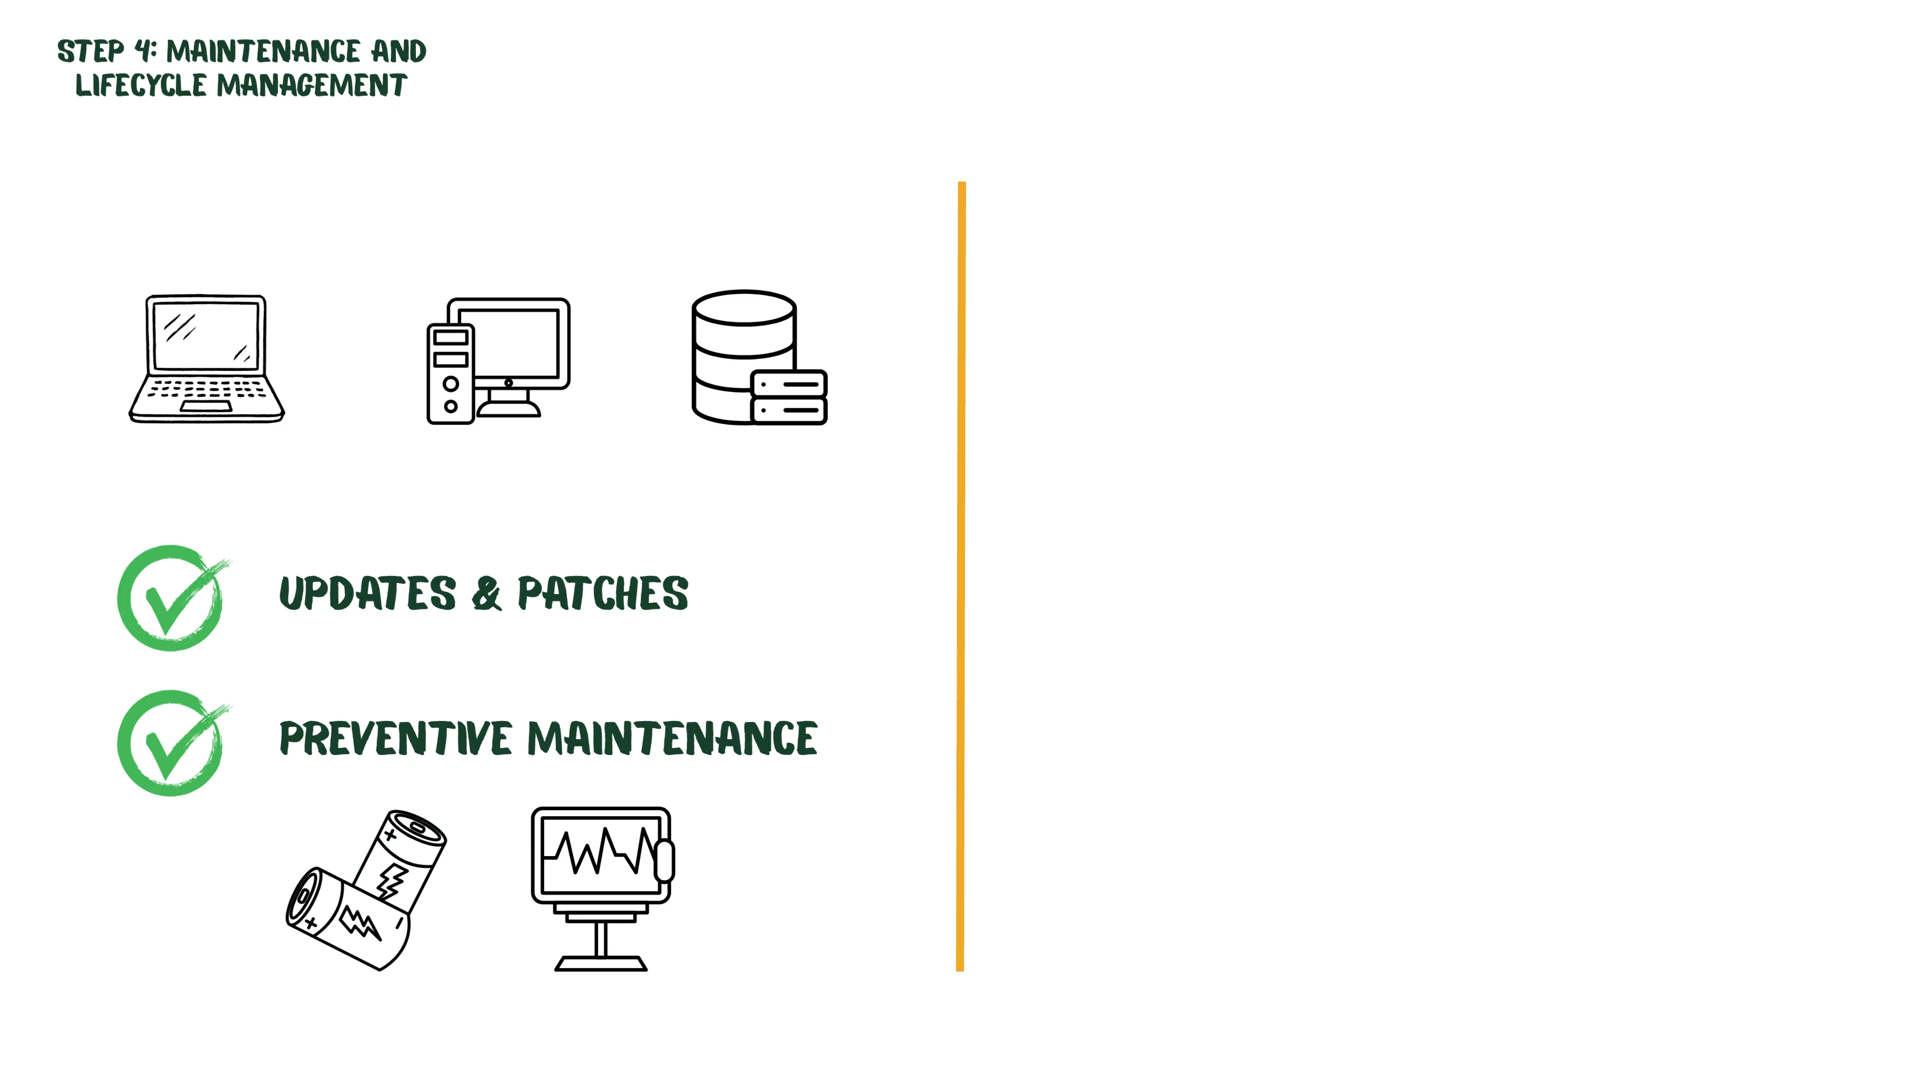 STEP 4: MAINTENANCE AND
LIFECYCLE MANAGEMENT
UPDATES & PATCHES
PREVENTIVE MAINTENANCE